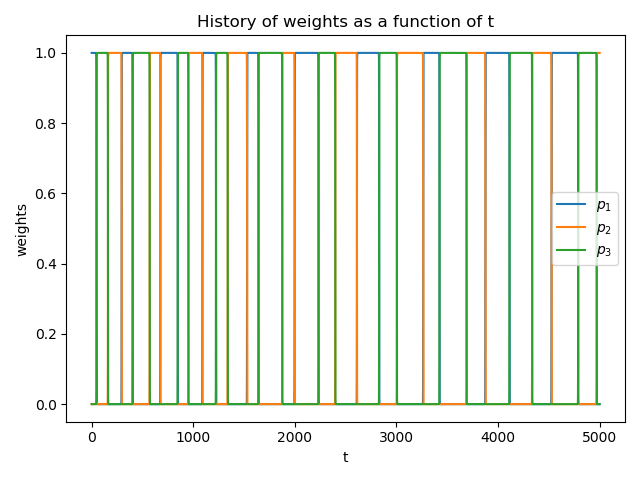 History of weights as a function of t
weights
1.0
0.8
0.6
0.4
0.2
0.0
p₁
p₂
p₃
0 1000 2000 3000 4000 5000
t